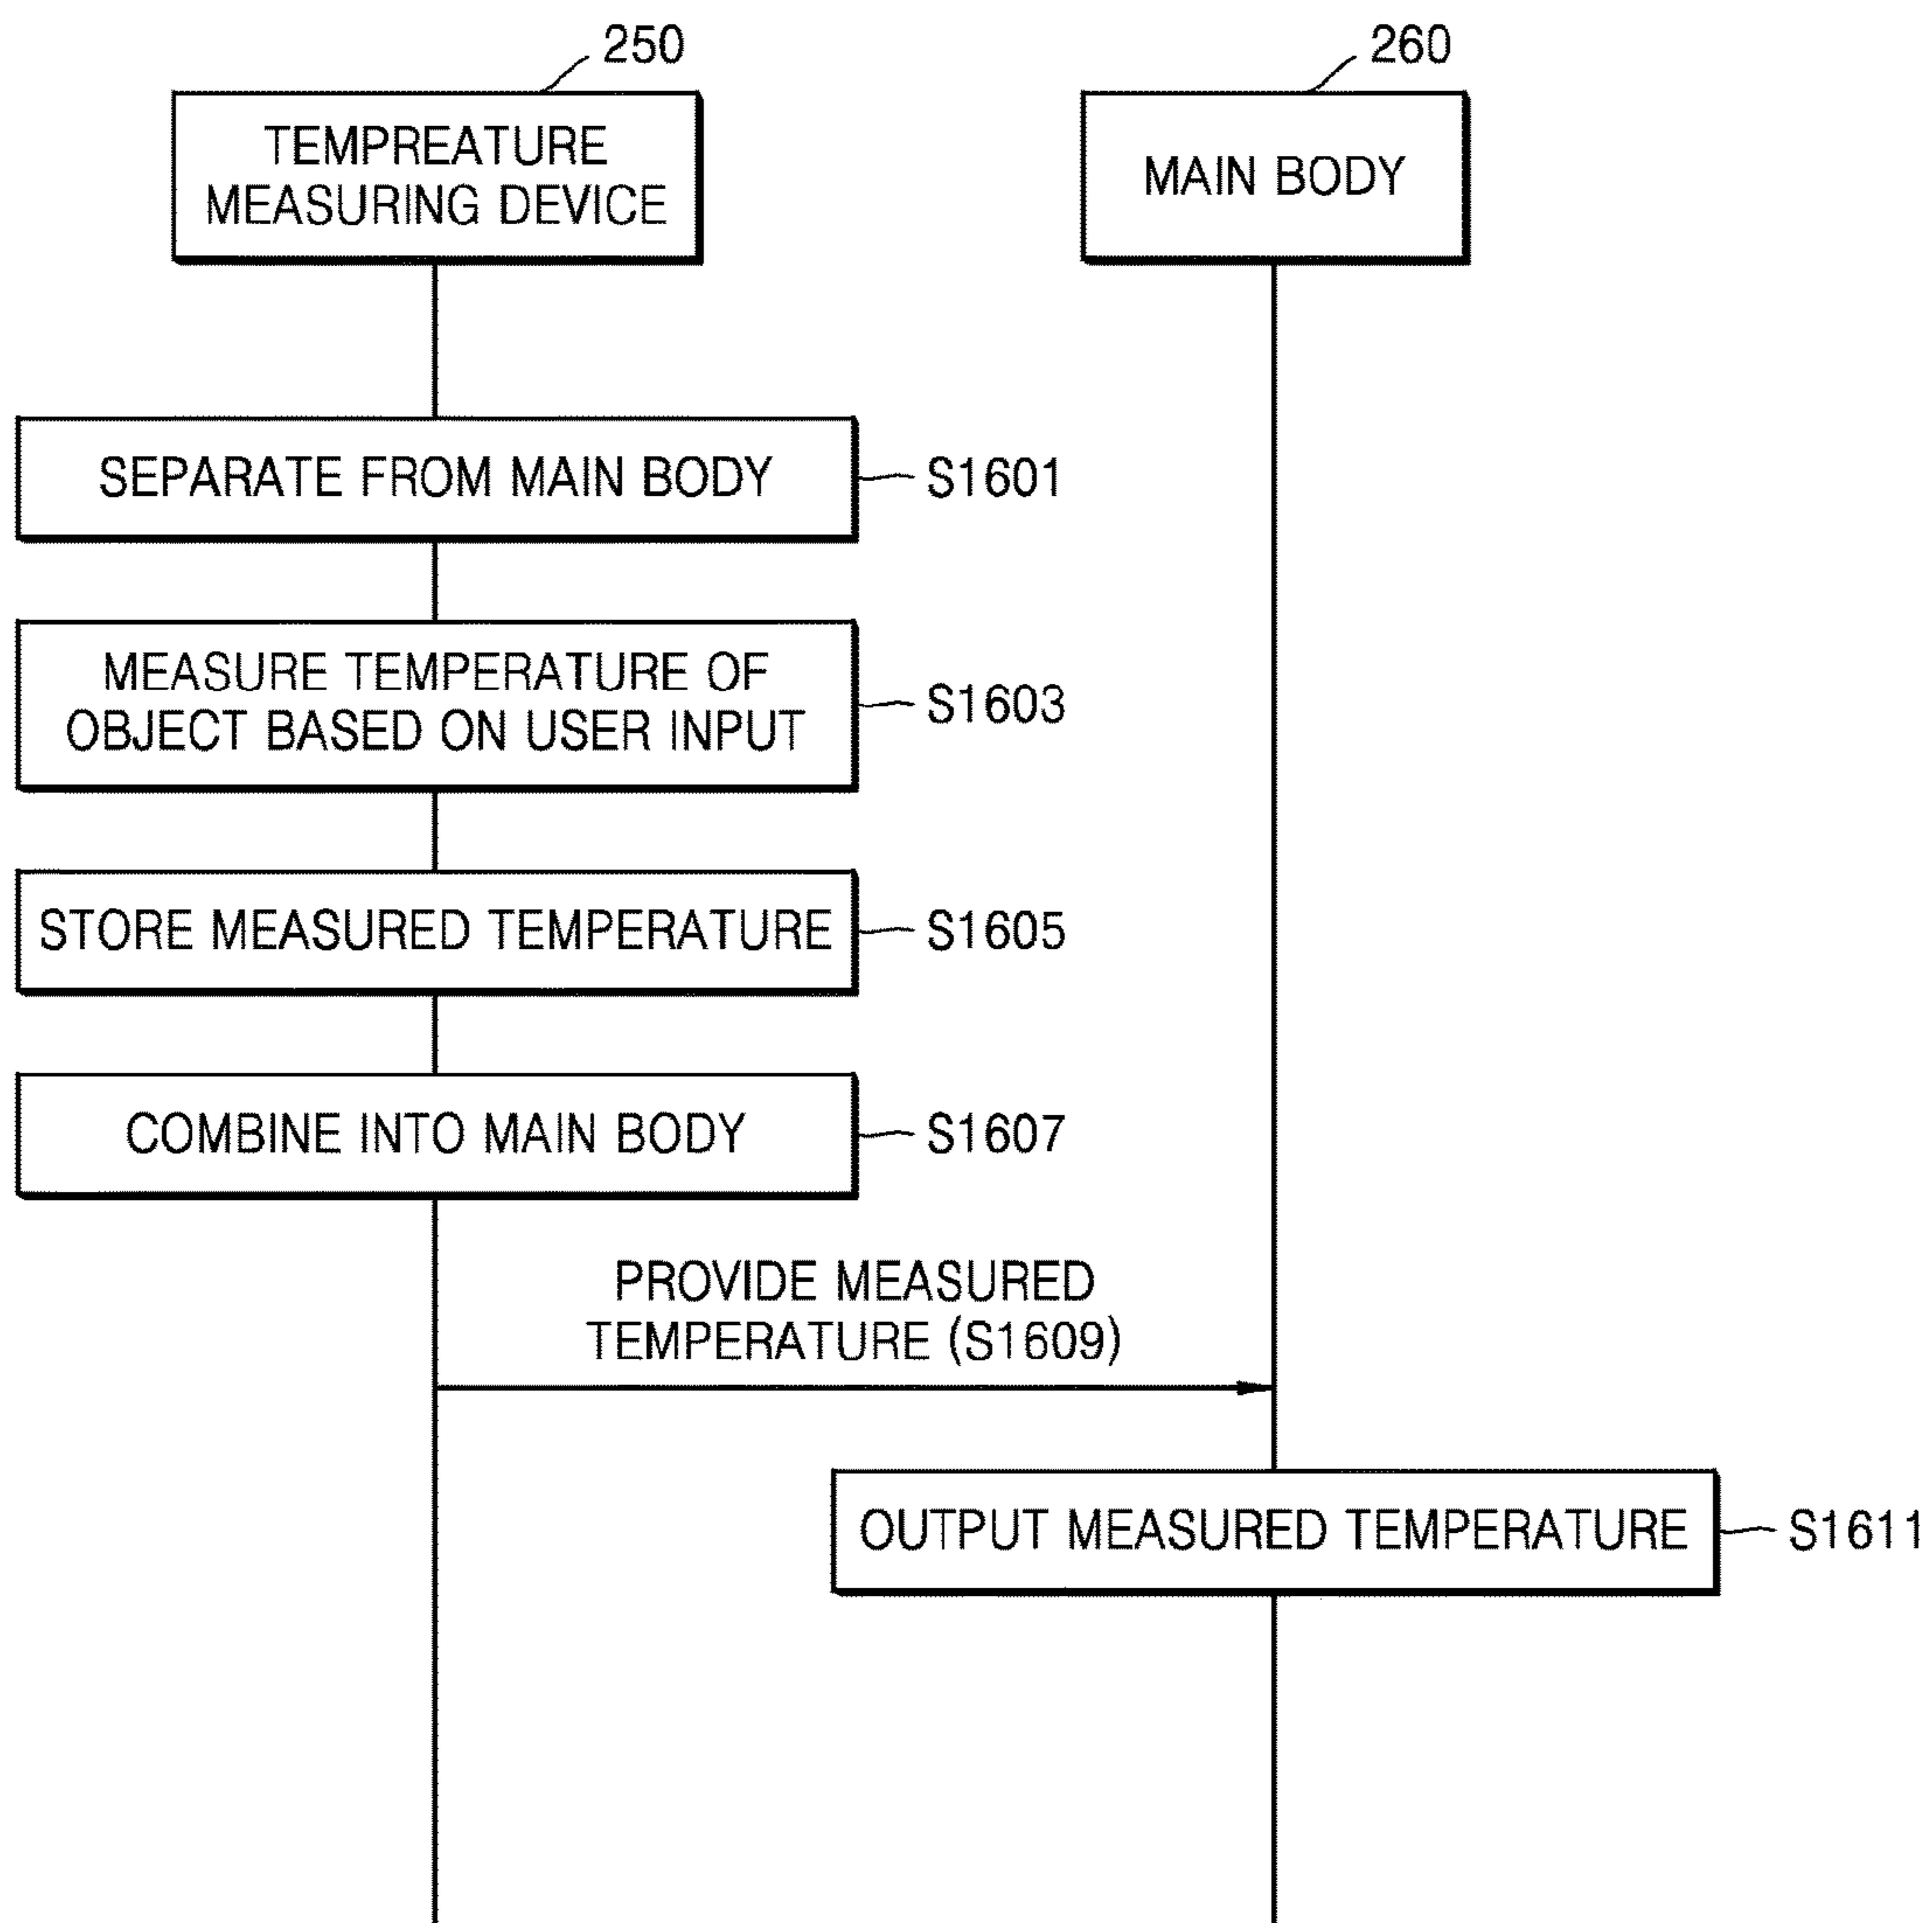 250
260
TEMPREATURE
MEASURING DEVICE
MAIN BODY
SEPARATE FROM MAIN BODY
S1601
MEASURE TEMPERATURE OF
OBJECT BASED ON USER INPUT
S1603
STORE MEASURED TEMPERATURE
S1605
COMBINE INTO MAIN BODY
S1607
PROVIDE MEASURED
TEMPERATURE (S1609)
OUTPUT MEASURED TEMPERATURE
S1611